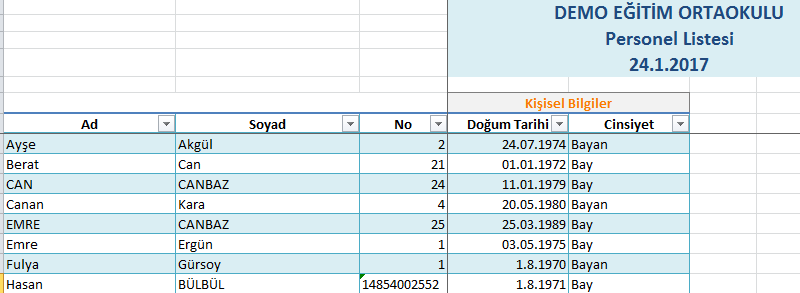 DEMO EĞİTİM ORTAOKULU
Personel Listesi
24.1.2017
Kişisel Bilgiler
Ad Soyad No Doğum Tarihi Cinsiyet
Ayşe Akgül 2 24.07.1974 Bayan
Berat Can 21 01.01.1972 Bay
CAN CANBAZ 24 11.01.1979 Bay
Canan Kara 4 20.05.1980 Bayan
EMRE CANBAZ 25 25.03.1989 Bay
Emre Ergün 1 03.05.1975 Bay
Fulya Gürsoy 1 1.8.1970 Bayan
Hasan BÜLBÜL 14854002552 1.8.1971 Bay